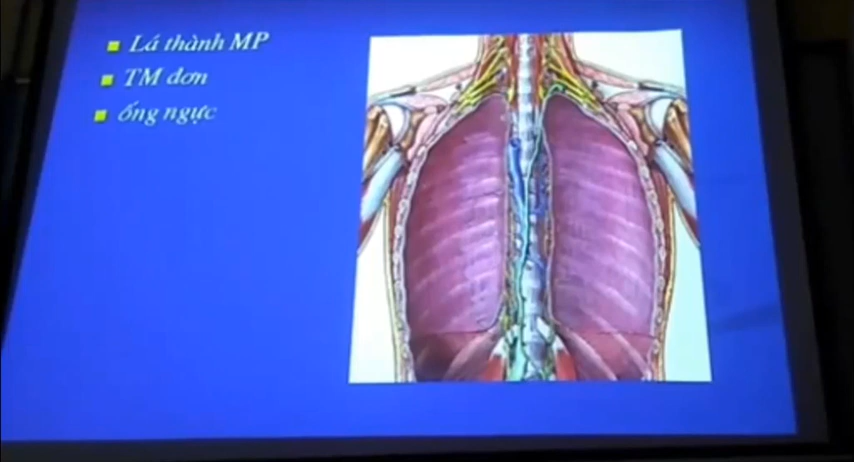 Lá thành MP
TM đơn
ống ngực